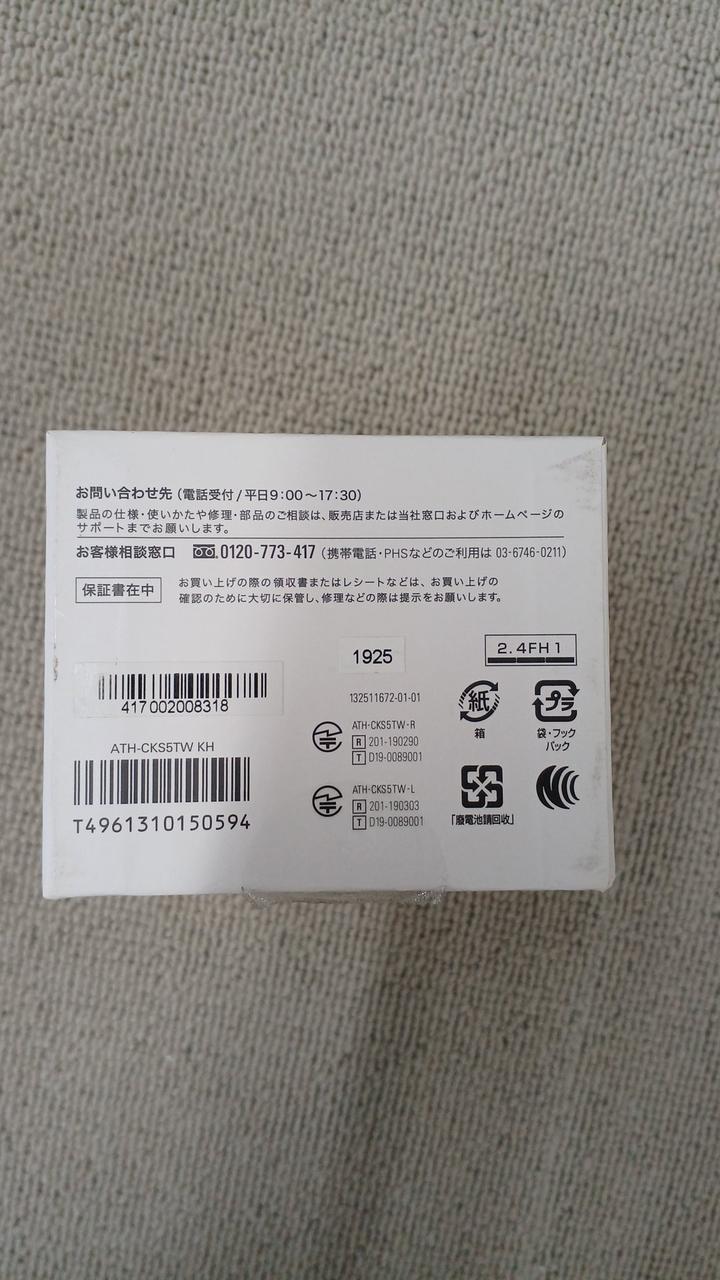 お問い合わせ先（電話受付/平日9：00〜17：30）
製品の仕様・使いかたや修理・部品のご相談は、販売店または当社窓口およびホームページの
サポートまでお願いします。
お客様相談窓口 0120-773-417（携帯電話・PHSなどのご利用は 03-6746-0211）
保証書在中
お買い上げの際の領収書またはレシートなどは、お買い上げの
確認のために大切に保管し、修理などの際は提示をお願いします。
1925
2.4FH1
417002008318
132511672-01-01
ATH-CKS5TW-R
R 201-190290
T D19-0089001
紙
箱
プラ
袋・フック
パック
ATH-CKS5TW KH
T4961310150594
ATH-CKS5TW-L
R 201-190303
T D19-0089001
「廢電池請回收」